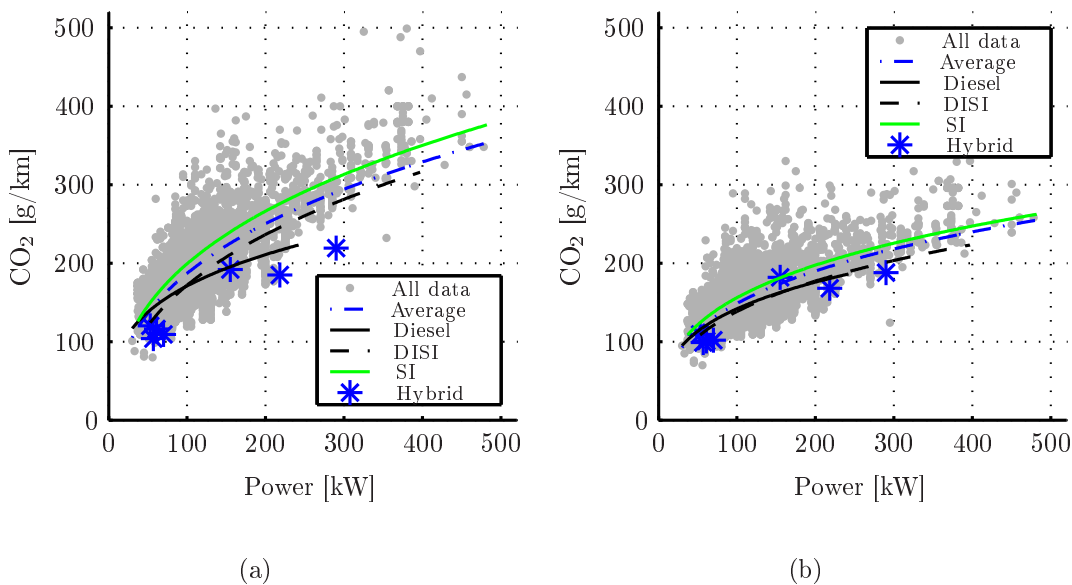 500
400
300
200
100
0
CO₂ [g/km]
0 100 200 300 400 500
Power [kW]
All data
Average
Diesel
DISI
SI
Hybrid
(a)
500
400
300
200
100
0
CO₂ [g/km]
0 100 200 300 400 500
Power [kW]
All data
Average
Diesel
DISI
SI
Hybrid
(b)